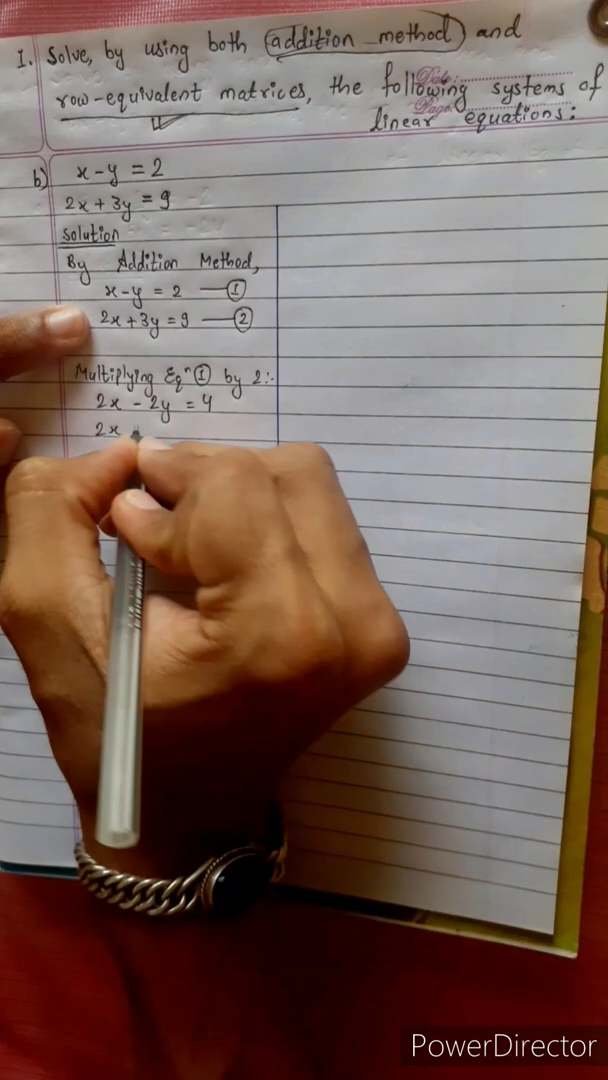 1. Solve, by using both addition method and
row-equivalent matrices, the following systems of
linear equations:
Date:
Page:
b) x - y = 2
2x + 3y = 9
solution
By Addition Method,
x - y = 2 — ①
2x + 3y = 9 — ②
Multiplying Eqⁿ ① by 2:-
2x - 2y = 4
2x
PowerDirector